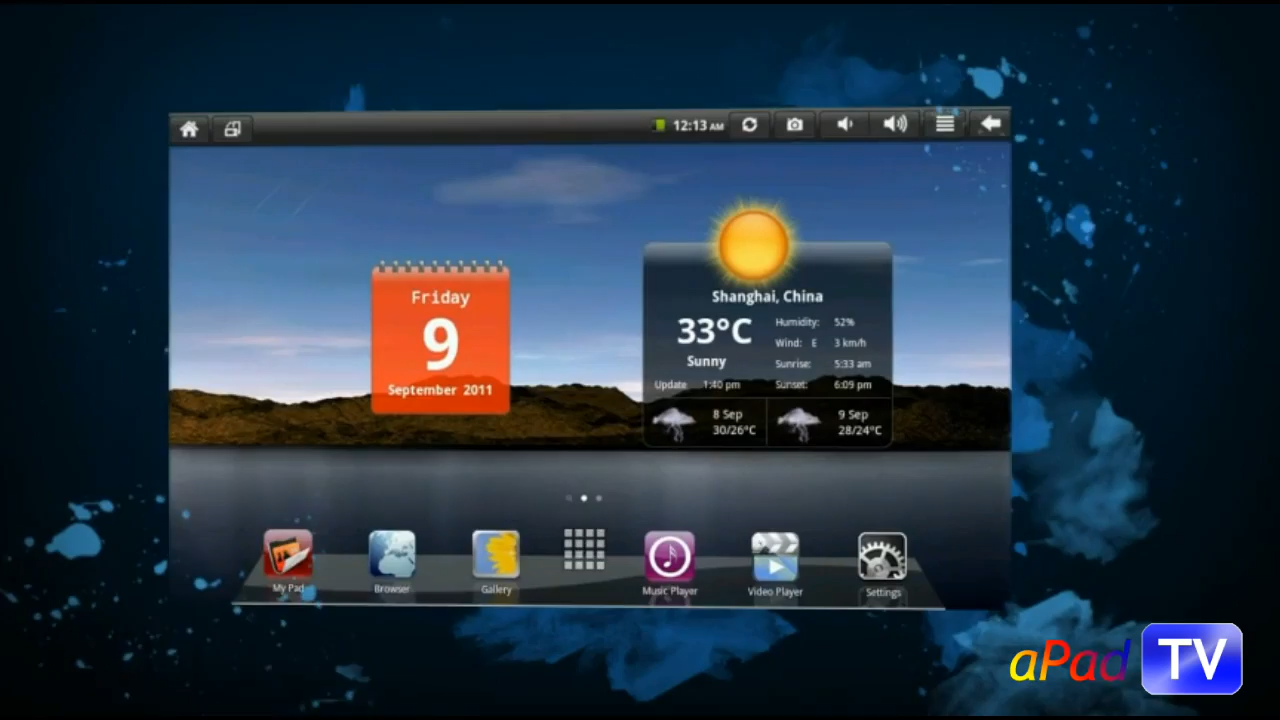 12:13 AM
Friday
9
September 2011
Shanghai, China
33°C
Sunny
Humidity: 52%
Wind: E 3 km/h
Sunrise: 5:33 am
Sunset: 6:09 pm
Update 1:40 pm
8 Sep
30/26°C
9 Sep
28/24°C
My Pad
Browser
Gallery
Music Player
Video Player
Settings
aPad TV